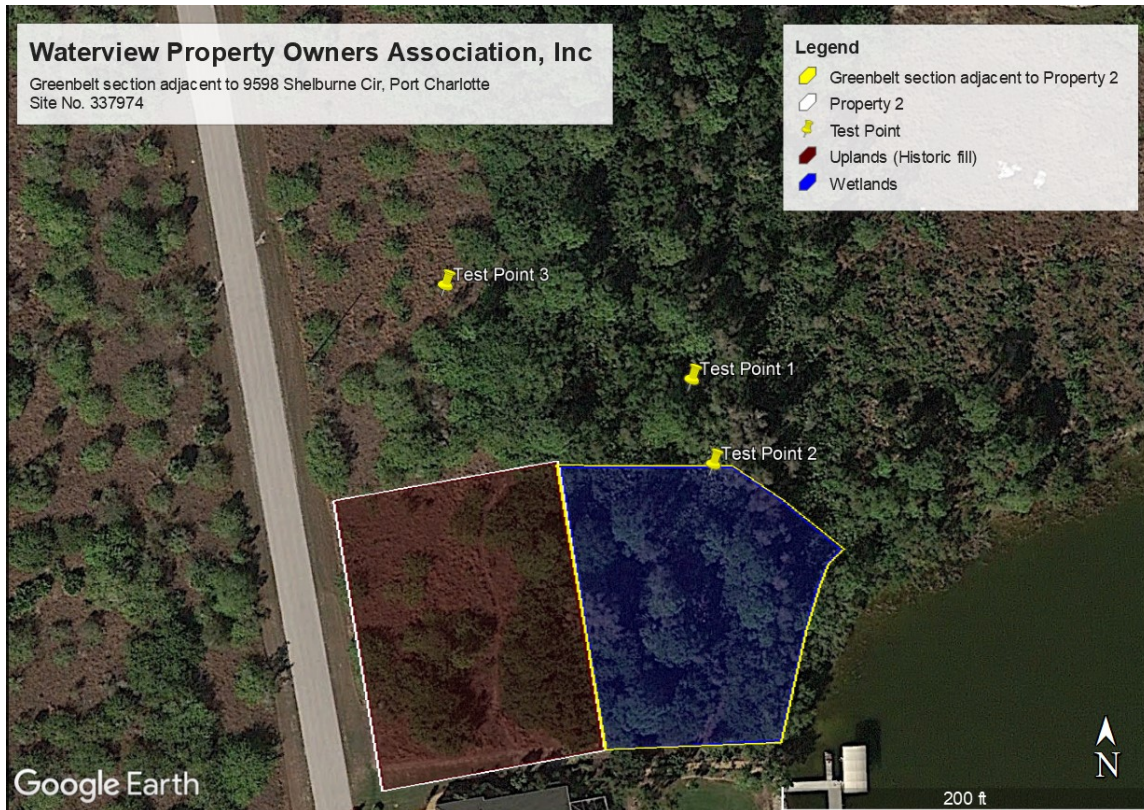 Waterview Property Owners Association, Inc
Greenbelt section adjacent to 9598 Shelburne Cir, Port Charlotte
Site No. 337974
Legend
Greenbelt section adjacent to Property 2
Property 2
Test Point
Uplands (Historic fill)
Wetlands
Test Point 3
Test Point 1
Test Point 2
Google Earth
N
200 ft